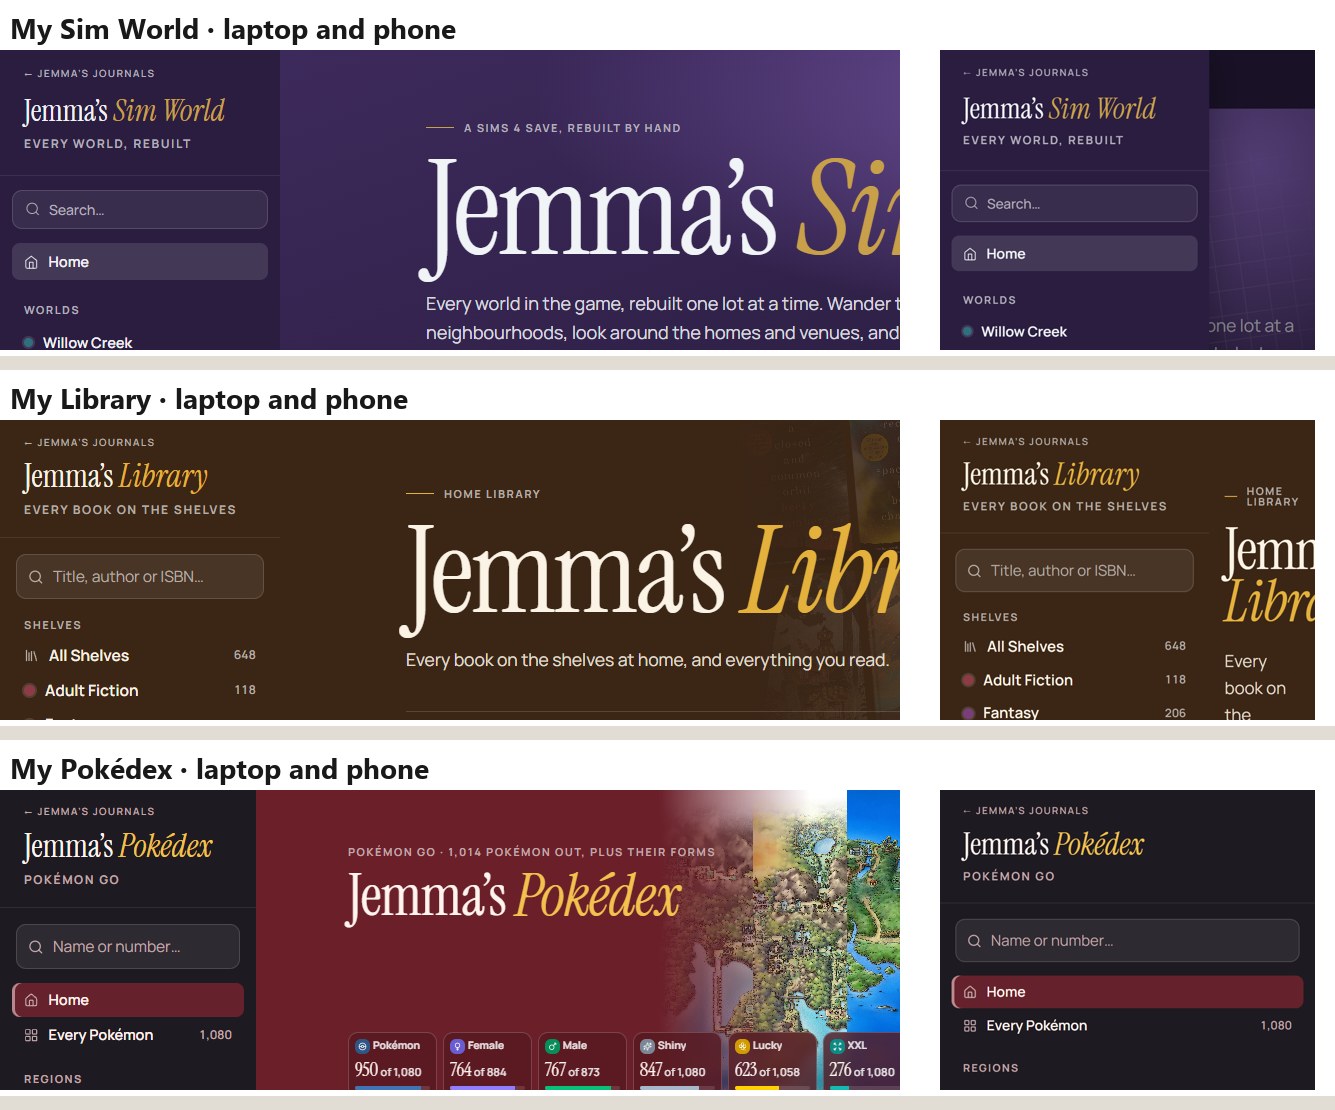 My Sim World · laptop and phone
← JEMMA'S JOURNALS
Jemma's Sim World
EVERY WORLD, REBUILT
Search...
Home
WORLDS
Willow Creek
A SIMS 4 SAVE, REBUILT BY HAND
Jemma's Si
Every world in the game, rebuilt one lot at a time. Wander t
neighbourhoods, look around the homes and venues, and
← JEMMA'S JOURNALS
Jemma's Sim World
EVERY WORLD, REBUILT
Search...
Home
WORLDS
Willow Creek
one lot at a
My Library · laptop and phone
← JEMMA'S JOURNALS
Jemma's Library
EVERY BOOK ON THE SHELVES
Title, author or ISBN...
SHELVES
All Shelves 648
Adult Fiction 118
HOME LIBRARY
Jemma's Libr
Every book on the shelves at home, and everything you read.
← JEMMA'S JOURNALS
Jemma's Library
EVERY BOOK ON THE SHELVES
Title, author or ISBN...
SHELVES
All Shelves 648
Adult Fiction 118
Fantasy 206
HOME
LIBRARY
Jemm
Libra
Every
book on
the
My Pokédex · laptop and phone
← JEMMA'S JOURNALS
Jemma's Pokédex
POKÉMON GO
Name or number...
Home
Every Pokémon 1,080
REGIONS
POKÉMON GO · 1,014 POKÉMON OUT, PLUS THEIR FORMS
Jemma's Pokédex
Pokémon
950 of 1,080
Female
764 of 884
Male
767 of 873
Shiny
847 of 1,080
Lucky
623 of 1,058
XXL
276 of 1,080
← JEMMA'S JOURNALS
Jemma's Pokédex
POKÉMON GO
Name or number...
Home
Every Pokémon 1,080
REGIONS